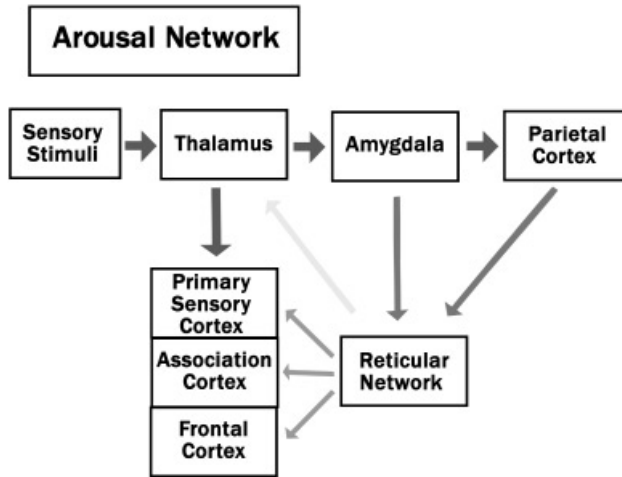 Arousal Network
Sensory
Stimuli
Thalamus
Amygdala
Parietal
Cortex
Primary
Sensory
Cortex
Association
Cortex
Frontal
Cortex
Reticular
Network